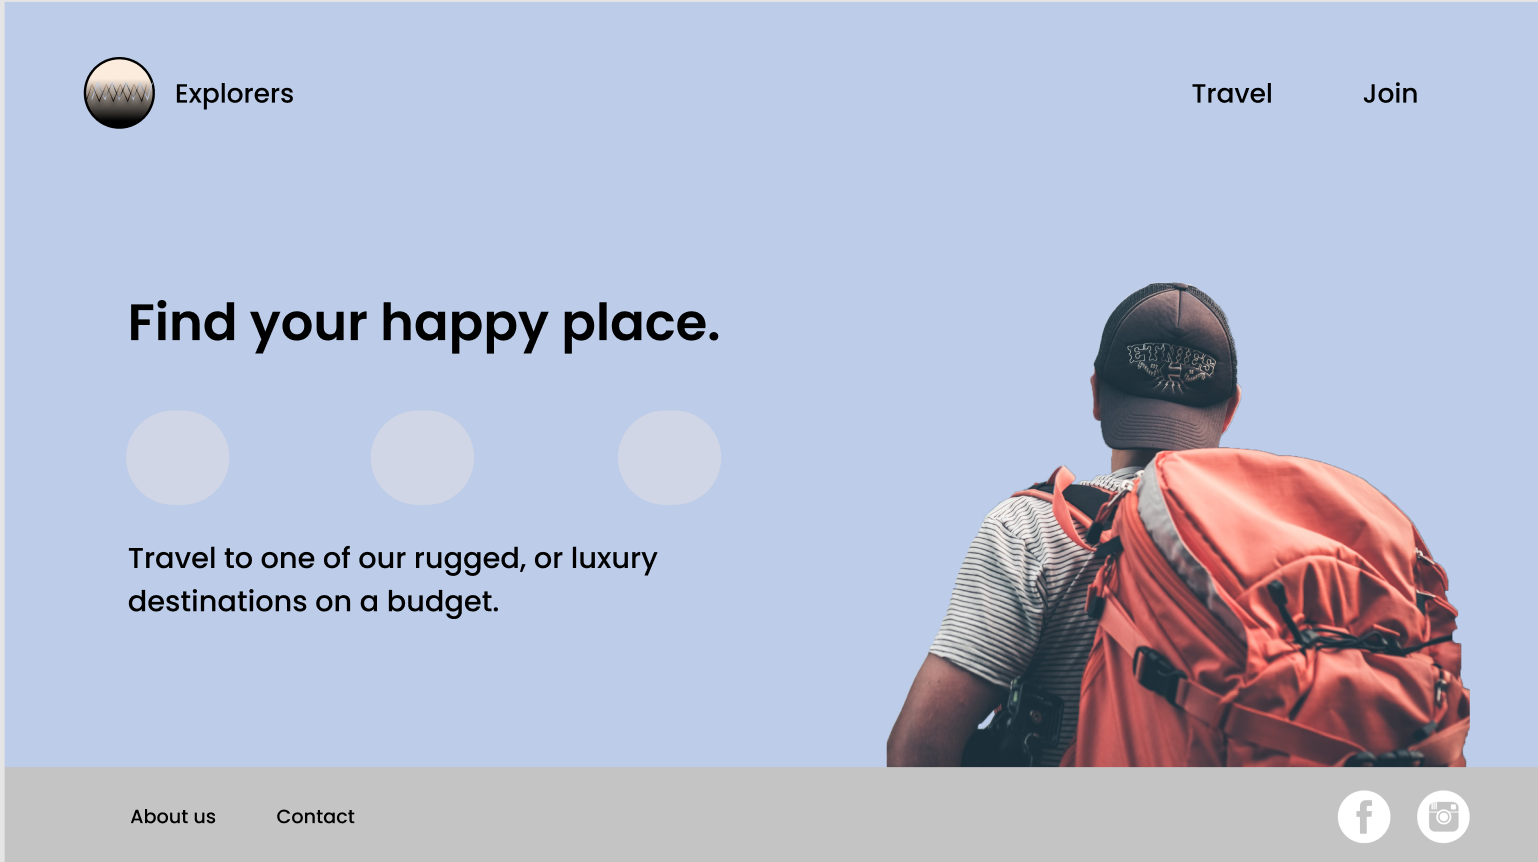 Explorers
Travel
Join
Find your happy place.
ETNIES
Travel to one of our rugged, or luxury
destinations on a budget.
About us
Contact